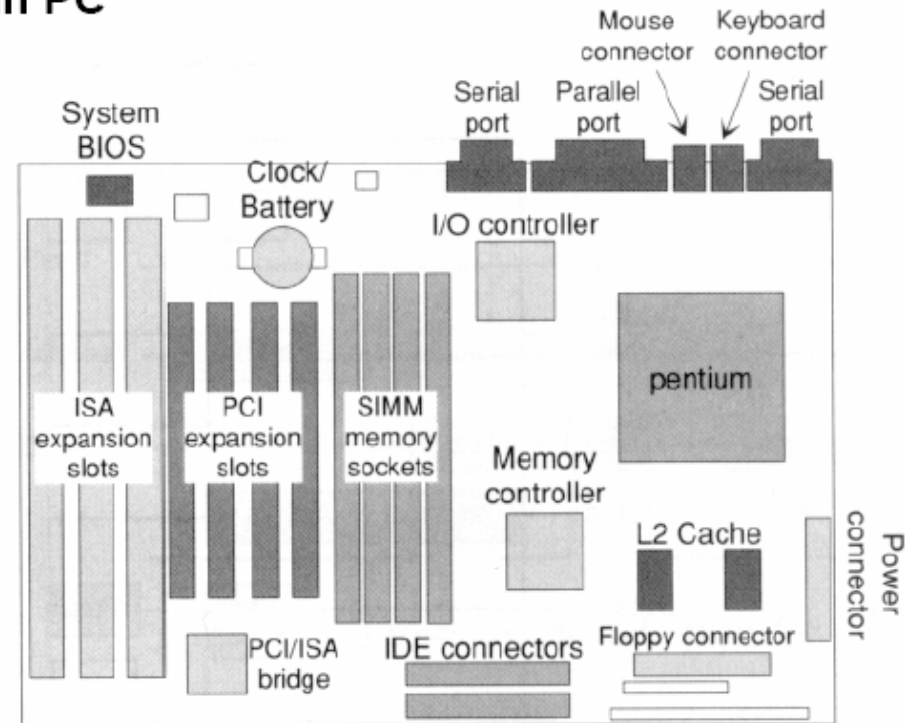 PC
Mouse
connector
Keyboard
connector
Serial
port
Parallel
port
Serial
port
System
BIOS
Clock/
Battery
I/O controller
pentium
ISA
expansion
slots
PCI
expansion
slots
SIMM
memory
sockets
Memory
controller
L2 Cache
Power
connector
PCI/ISA
bridge
IDE connectors
Floppy connector